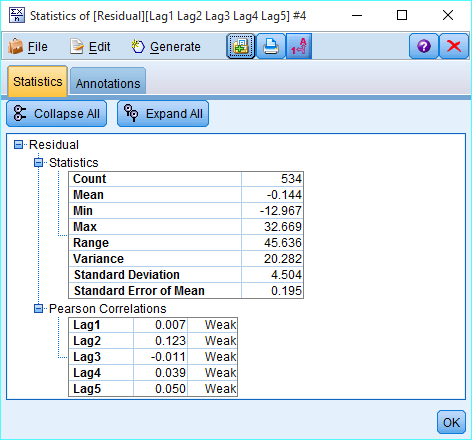 Statistics of [Residual][Lag1 Lag2 Lag3 Lag4 Lag5] #4
File Edit Generate
Statistics Annotations
Collapse All Expand All
Residual
Statistics
Count 534
Mean -0.144
Min -12.967
Max 32.669
Range 45.636
Variance 20.282
Standard Deviation 4.504
Standard Error of Mean 0.195
Pearson Correlations
Lag1 0.007 Weak
Lag2 0.123 Weak
Lag3 -0.011 Weak
Lag4 0.039 Weak
Lag5 0.050 Weak
OK